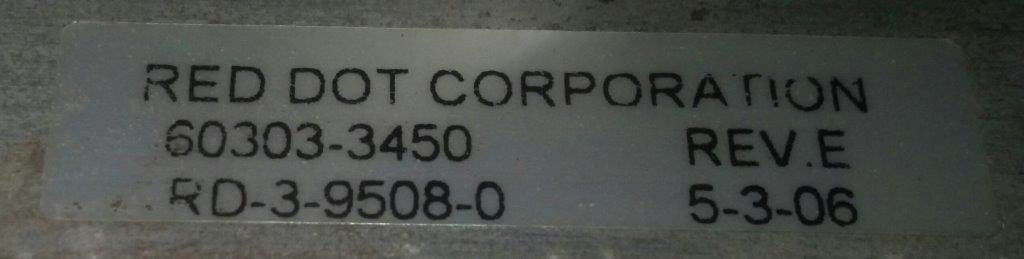 RED DOT CORPORATION
60303-3450 REV.E
RD-3-9508-0 5-3-06